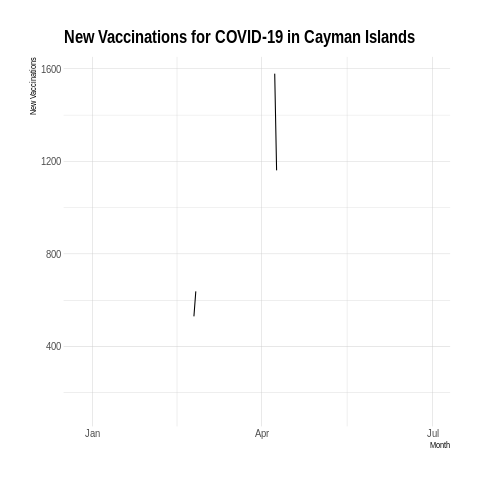 New Vaccinations for COVID-19 in Cayman Islands
New Vaccinations
1600
1200
800
400
Jan
Apr
Jul
Month